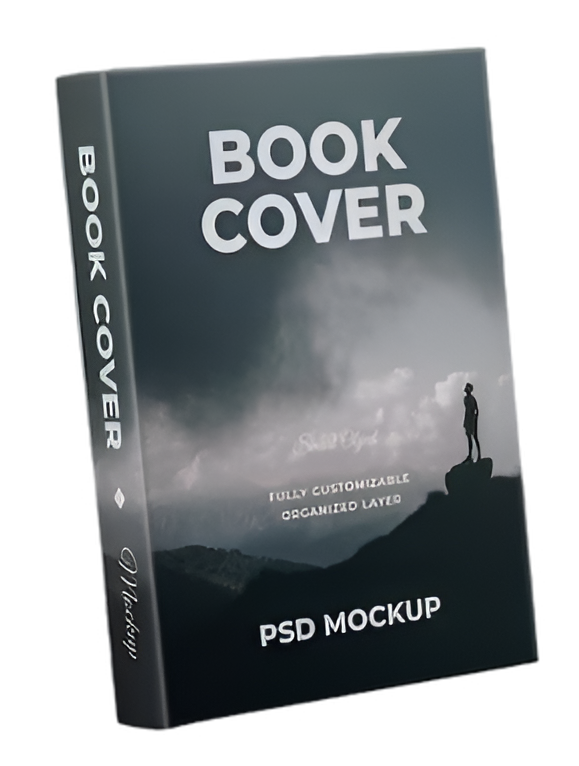 BOOK
COVER
FULLY CUSTOMIZABLE
ORGANIZED LAYER
PSD MOCKUP
BOOK COVER
Mockup